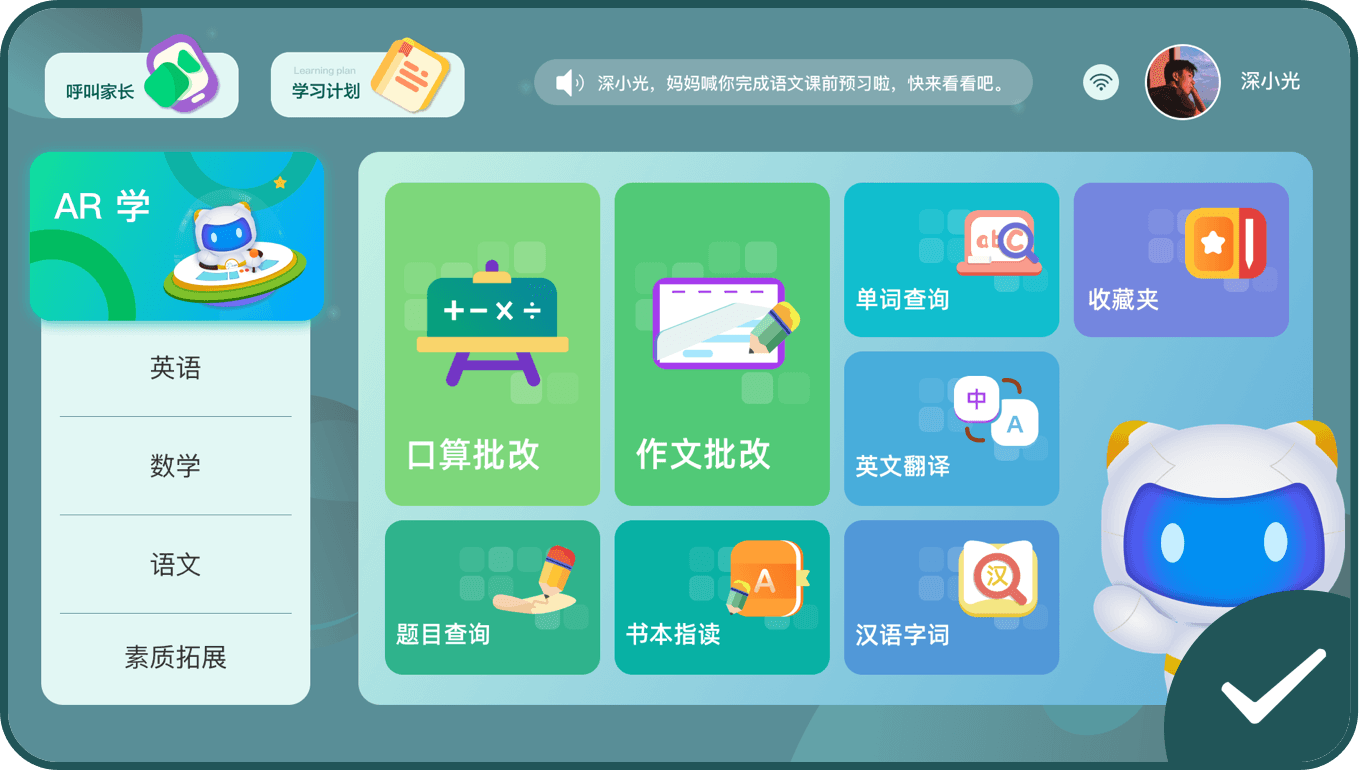 呼叫家长
Learning plan
学习计划
深小光，妈妈喊你完成语文课前预习啦，快来看看吧。
深小光
AR 学
英语
数学
语文
素质拓展
+ − × ÷
口算批改
作文批改
abC
单词查询
收藏夹
中
A
英文翻译
题目查询
A
书本指读
汉
汉语字词